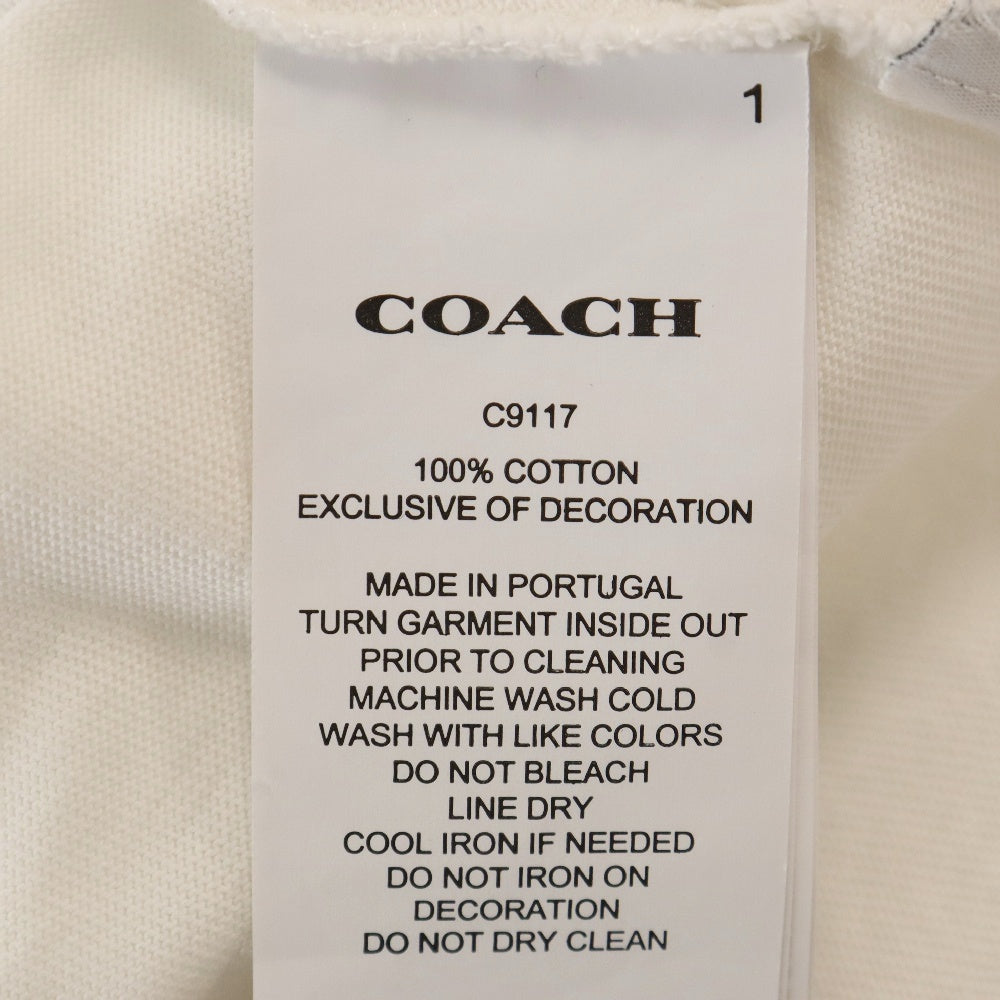 1
COACH
C9117
100% COTTON
EXCLUSIVE OF DECORATION
MADE IN PORTUGAL
TURN GARMENT INSIDE OUT
PRIOR TO CLEANING
MACHINE WASH COLD
WASH WITH LIKE COLORS
DO NOT BLEACH
LINE DRY
COOL IRON IF NEEDED
DO NOT IRON ON
DECORATION
DO NOT DRY CLEAN